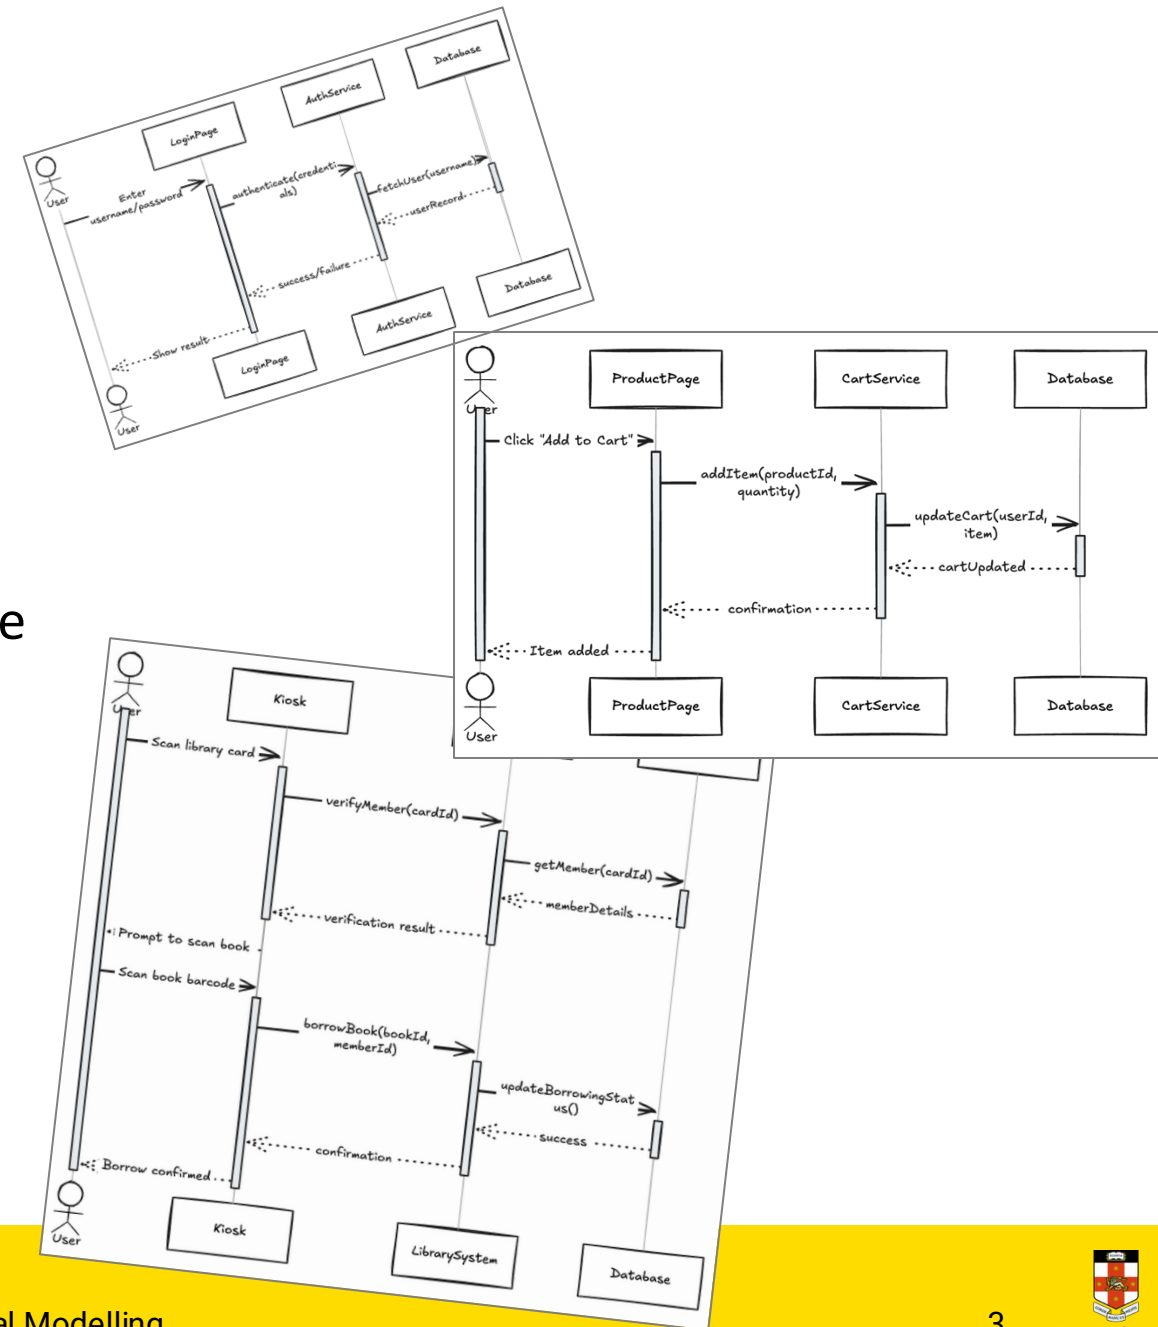 Database
AuthService
LoginPage
User
Enter
username/password
authenticate(credenti
als)
fetchUser(username)
userRecord
success/failure
Show result
Database
AuthService
LoginPage
User
ProductPage
CartService
Database
User
Click "Add to Cart"
addItem(productId,
quantity)
updateCart(userId,
item)
cartUpdated
confirmation
Item added
ProductPage
CartService
Database
User
e
Kiosk
User
Scan library card
verifyMember(cardId)
getMember(cardId)
memberDetails
verification result
Prompt to scan book
Scan book barcode
borrowBook(bookId,
memberId)
updateBorrowingStat
us()
success
confirmation
Borrow confirmed
User
Kiosk
LibrarySystem
Database
al Modelling
3